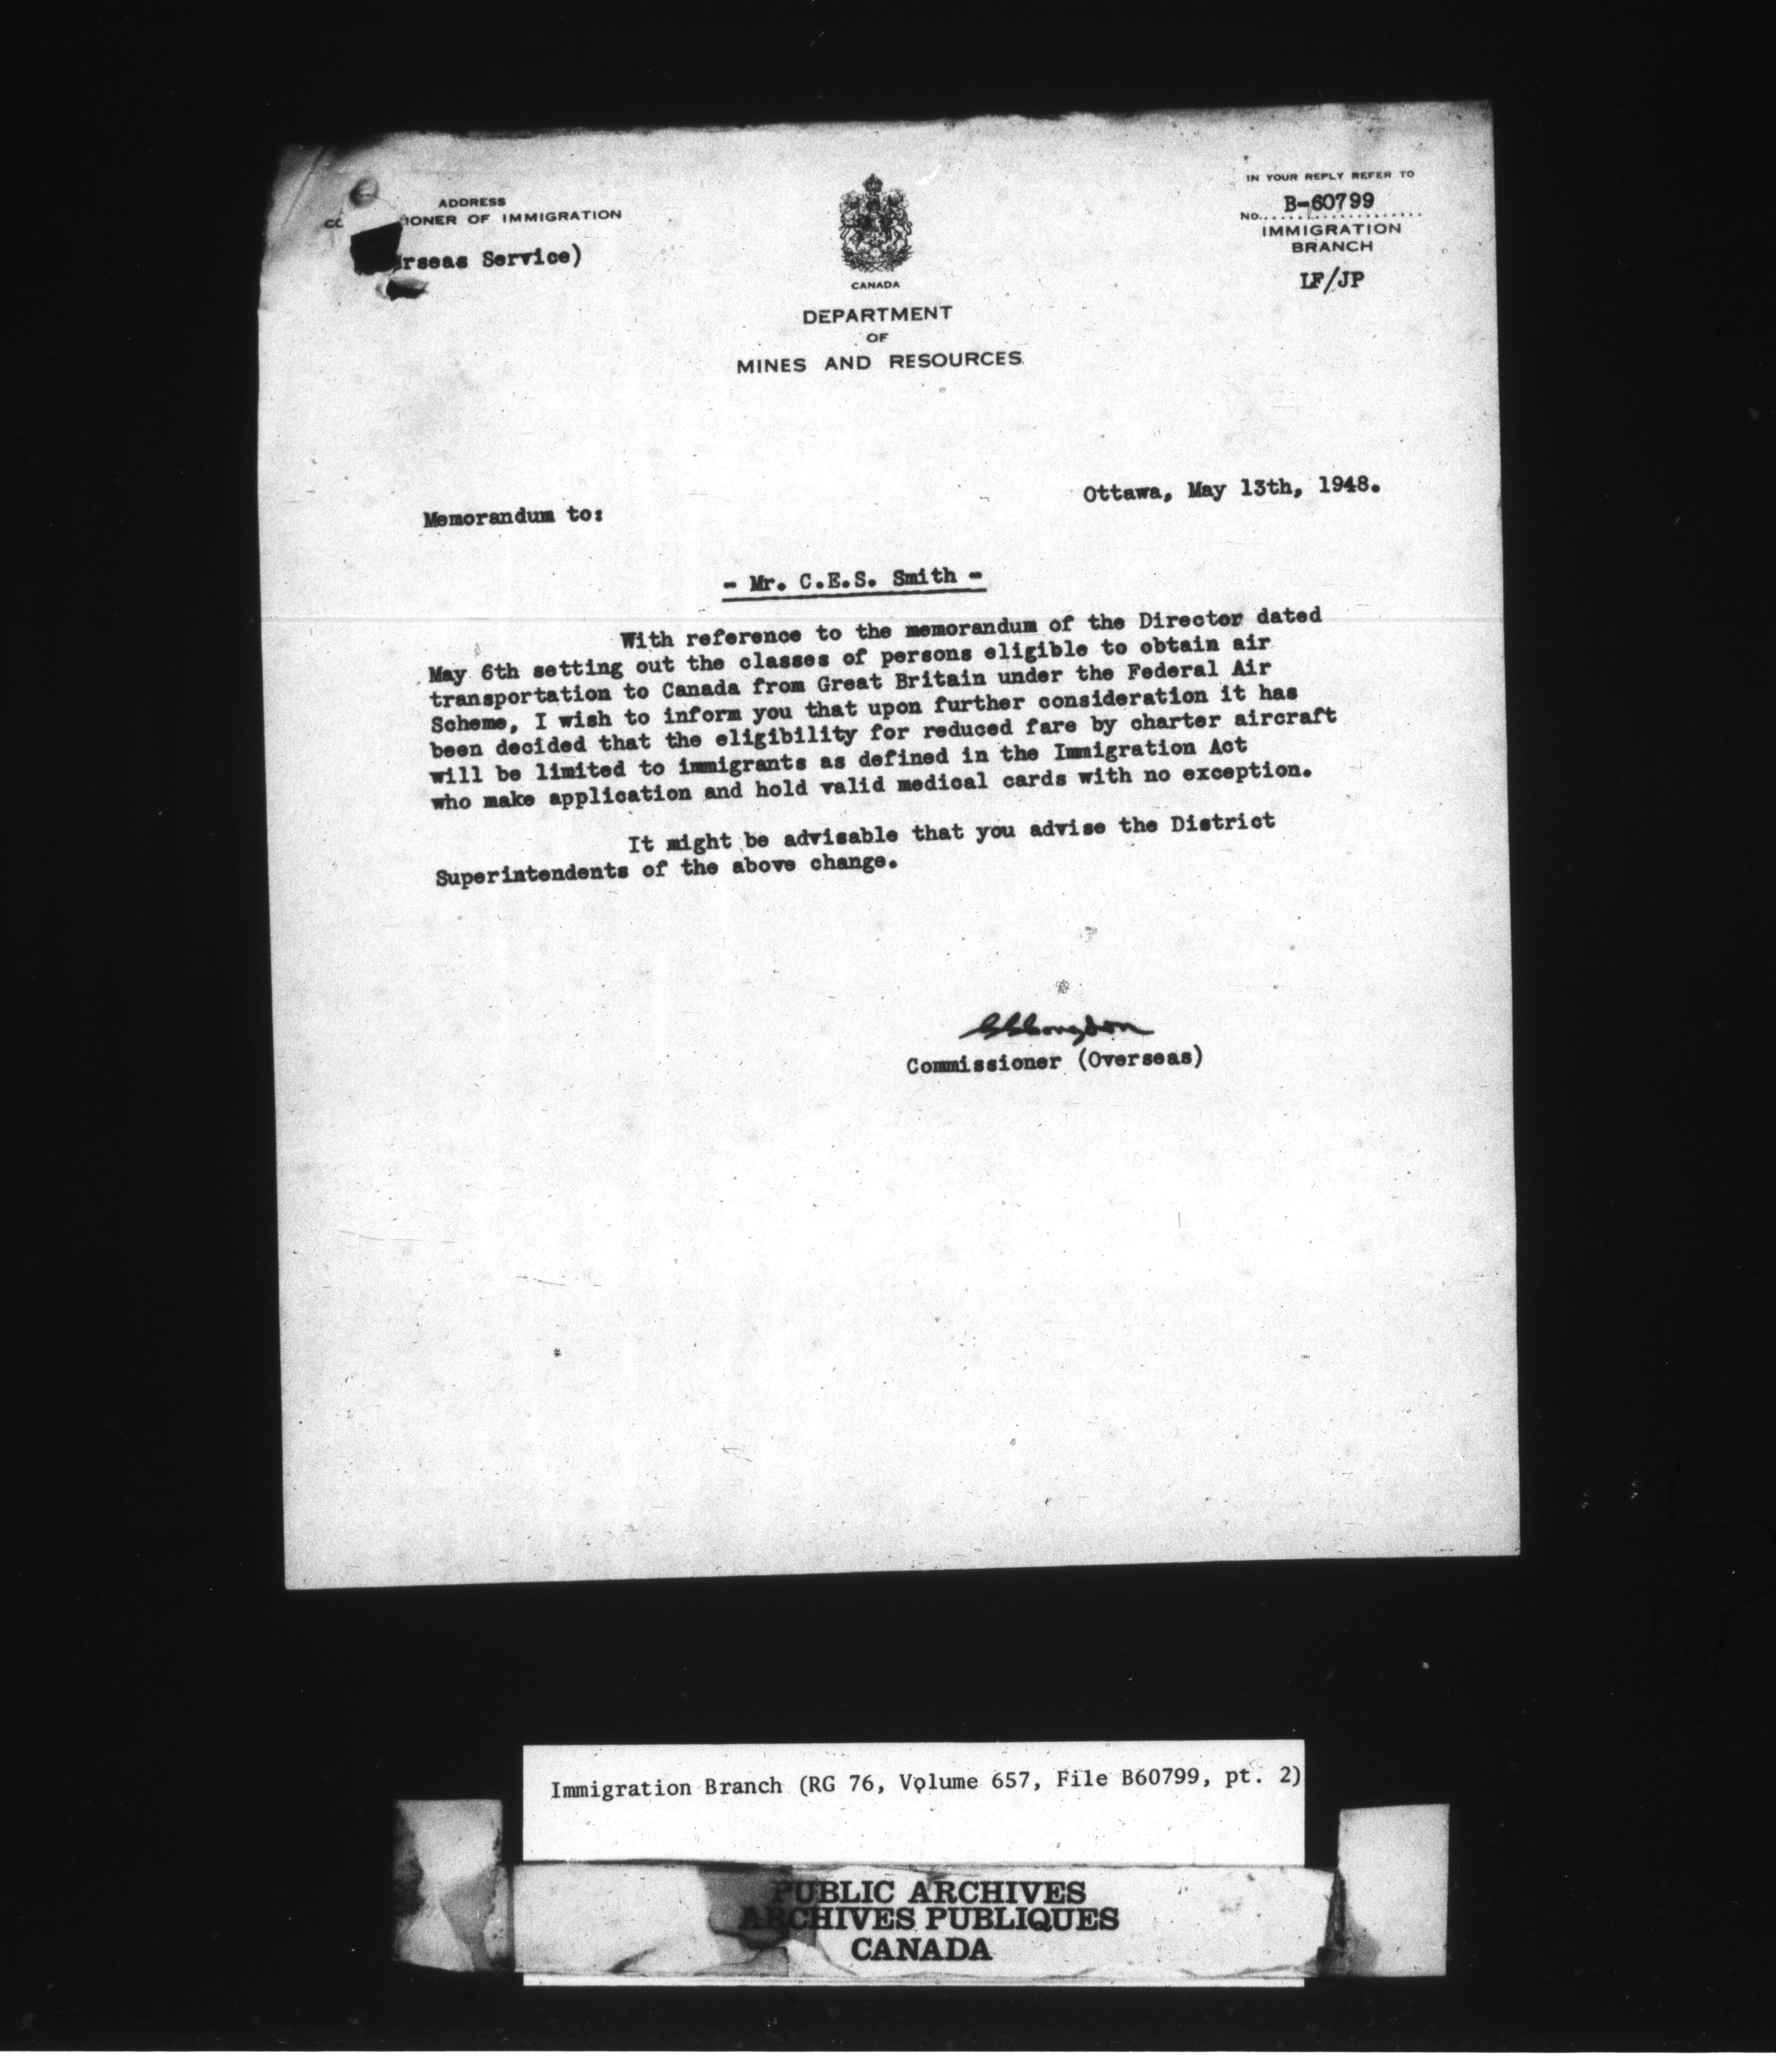 ADDRESS
IONER OF IMMIGRATION
rseas Service)
CANADA
DEPARTMENT
OF
MINES AND RESOURCES
IN YOUR REPLY REFER TO
No. B-60799
IMMIGRATION
BRANCH
LF/JP
Ottawa, May 13th, 1948.
Memorandum to:
- Mr. C.E.S. Smith -
With reference to the memorandum of the Director dated
May 6th setting out the classes of persons eligible to obtain air
transportation to Canada from Great Britain under the Federal Air
Scheme, I wish to inform you that upon further consideration it has
been decided that the eligibility for reduced fare by charter aircraft
will be limited to immigrants as defined in the Immigration Act
who make application and hold valid medical cards with no exception.
It might be advisable that you advise the District
Superintendents of the above change.
Commissioner (Overseas)
Immigration Branch (RG 76, Volume 657, File B60799, pt. 2)
PUBLIC ARCHIVES
ARCHIVES PUBLIQUES
CANADA